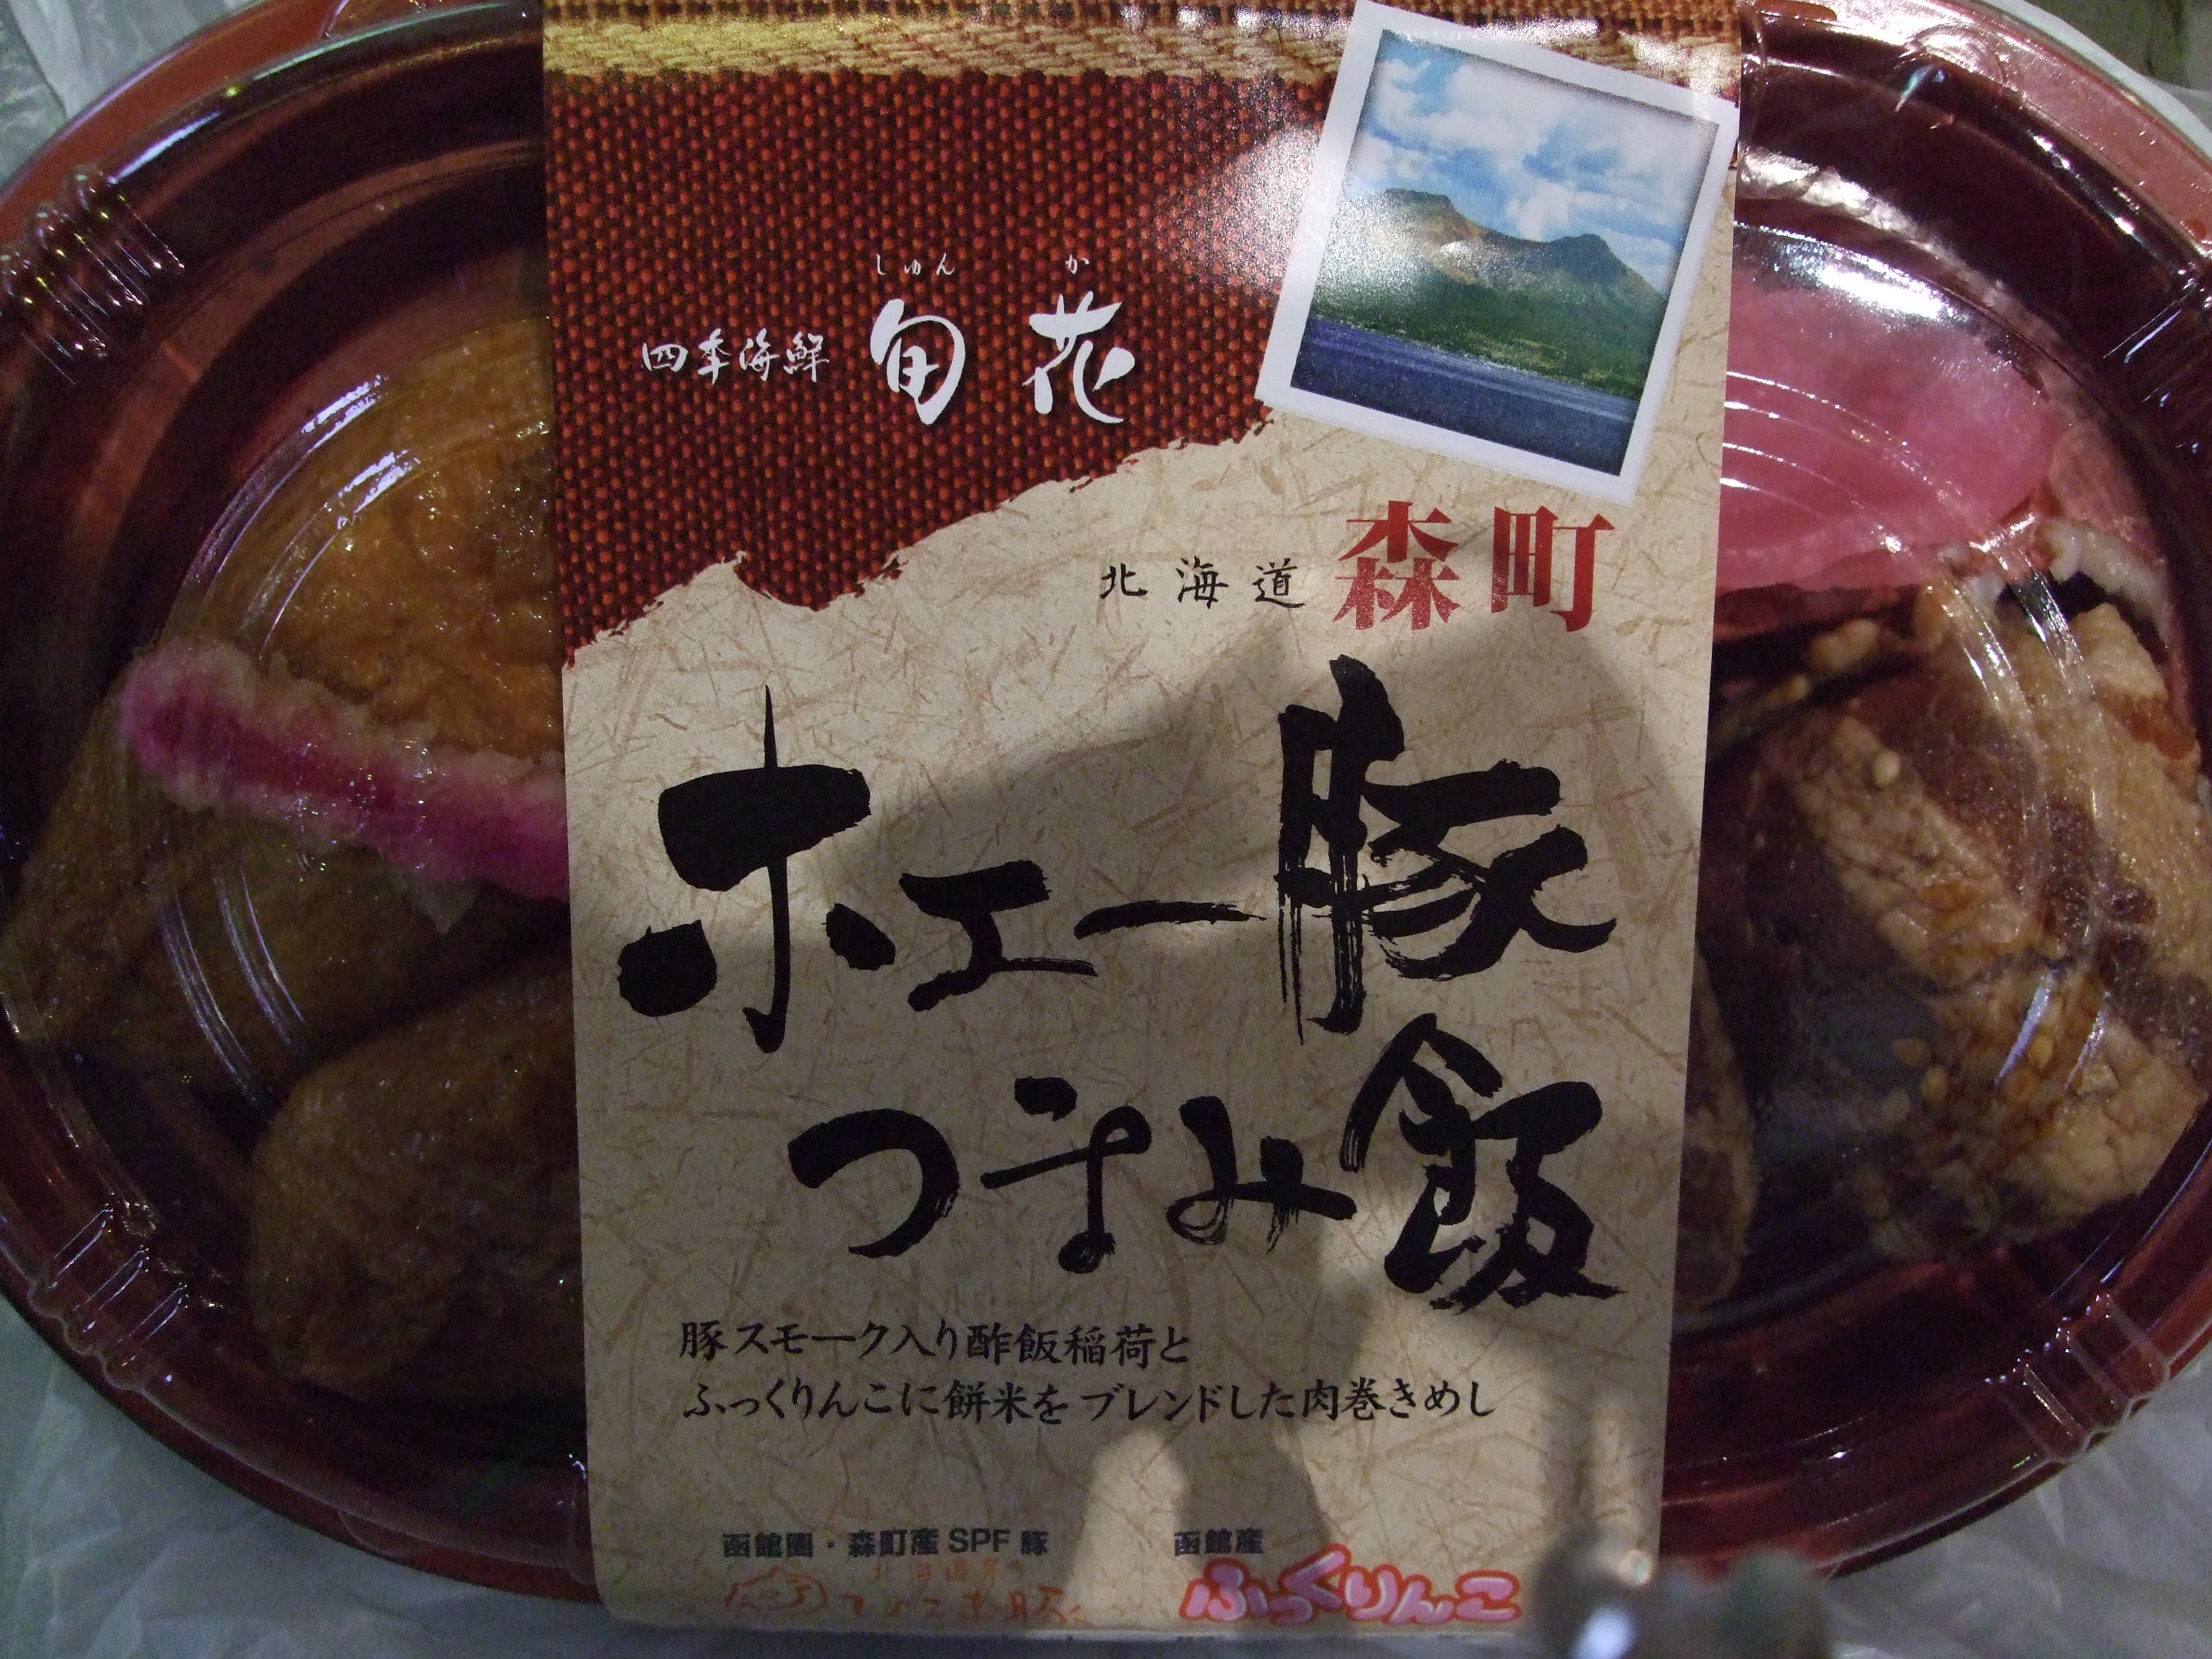 しゅんか
四季海鮮 旬花
北海道 森町
ホエー豚
つまみ飯
豚スモーク入り酢飯稲荷と
ふっくりんこに餅米をブレンドした肉巻きめし
函館圏・森町産SPF豚 函館産
ふっくりんこ